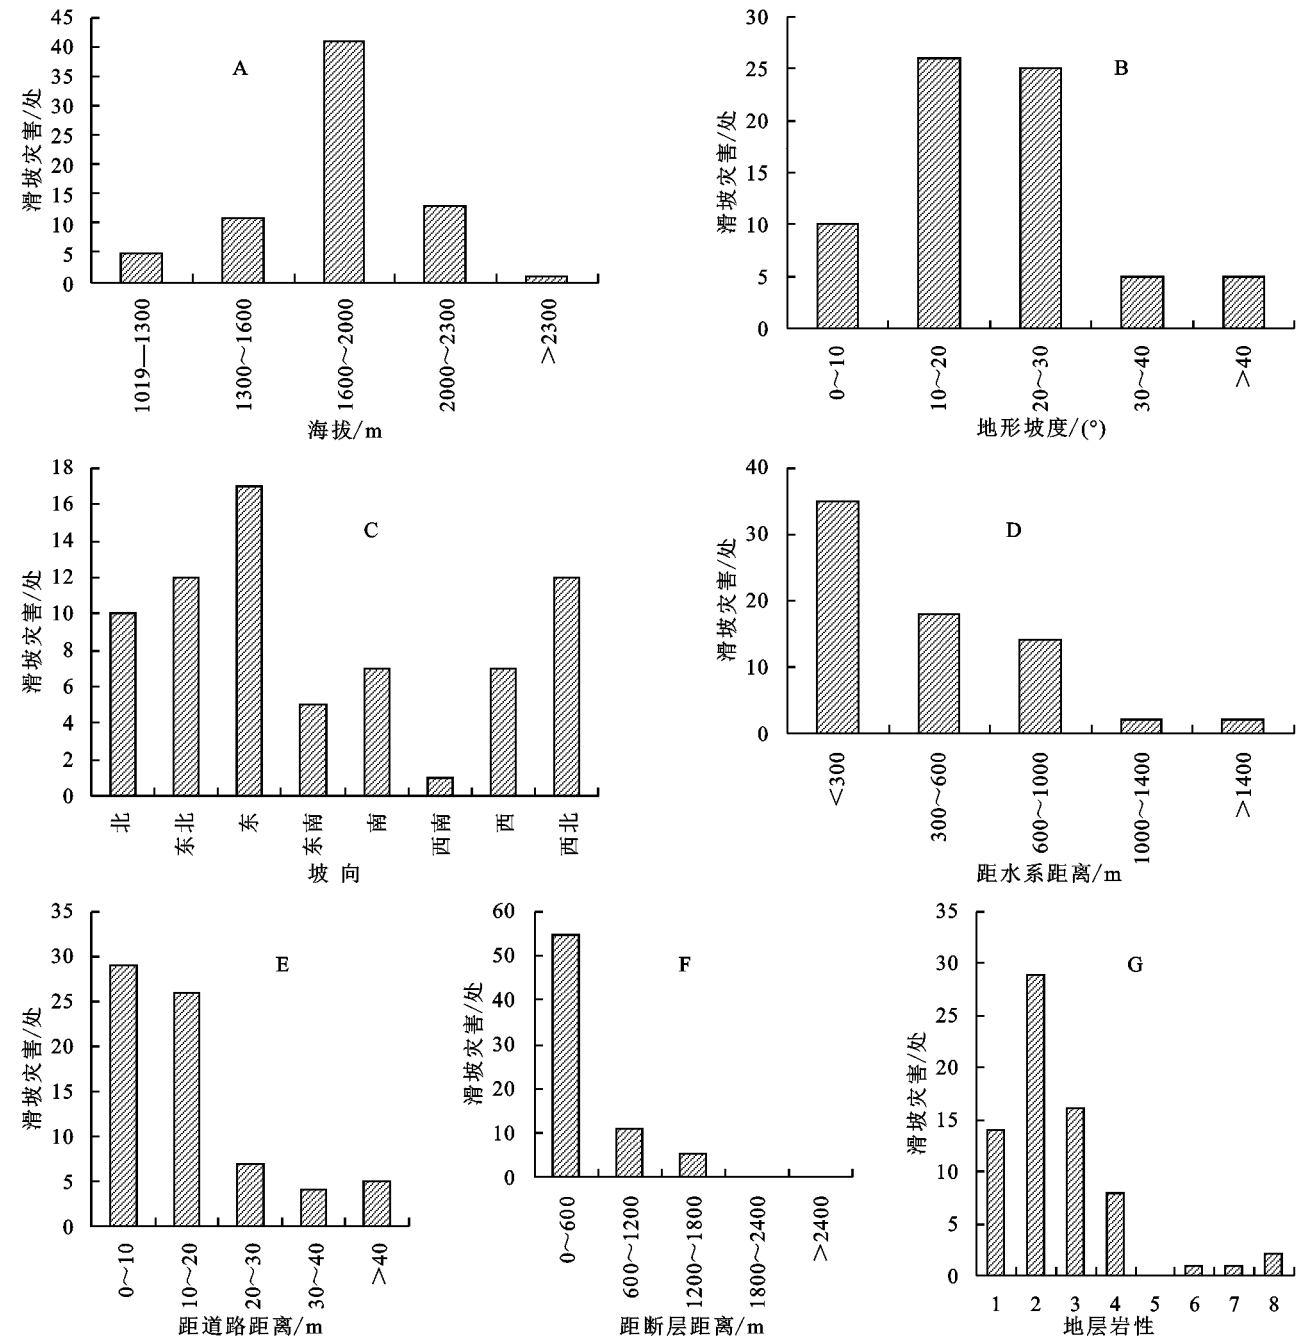 45
40
35
30
25
20
15
10
5
0
滑坡灾害/处
A
1019—1300
1300～1600
1600～2000
2000～2300
＞2300
海拔/m
30
25
20
15
10
5
0
滑坡灾害/处
B
0～10
10～20
20～30
30～40
＞40
地形坡度/(°)
18
16
14
12
10
8
6
4
2
0
滑坡灾害/处
C
北
东北
东
东南
南
西南
西
西北
坡 向
40
30
20
10
0
滑坡灾害/处
D
＜300
300～600
600～1000
1000～1400
＞1400
距水系距离/m
35
30
25
20
15
10
5
0
滑坡灾害/处
E
0～10
10～20
20～30
30～40
＞40
距道路距离/m
60
50
40
30
20
10
0
滑坡灾害/处
F
0～600
600～1200
1200～1800
1800～2400
＞2400
距断层距离/m
35
30
25
20
15
10
5
0
滑坡灾害/处
G
1 2 3 4 5 6 7 8
地层岩性